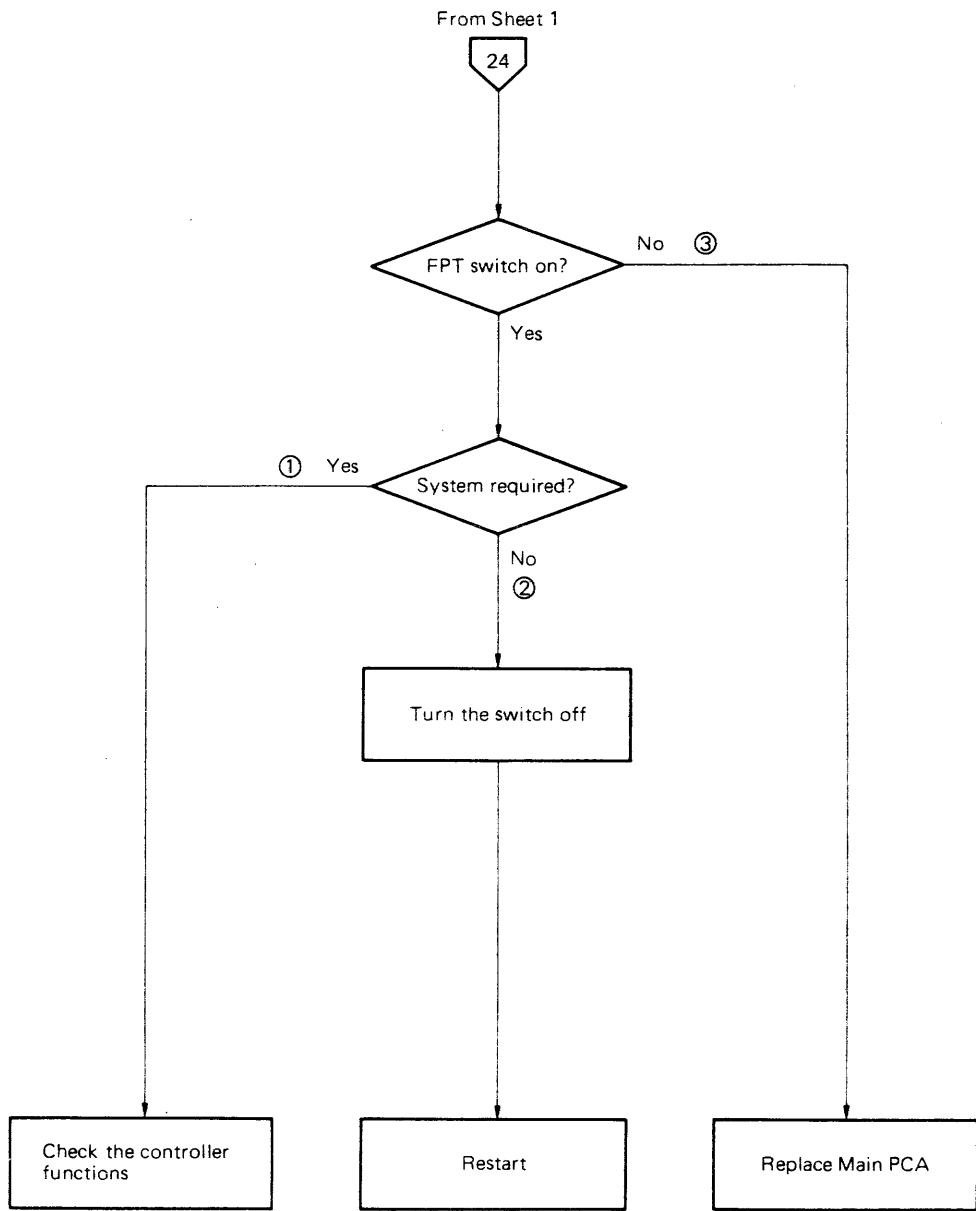 From Sheet 1
24
FPT switch on?
No ③
Yes
① Yes
System required?
No
②
Turn the switch off
Check the controller
functions
Restart
Replace Main PCA